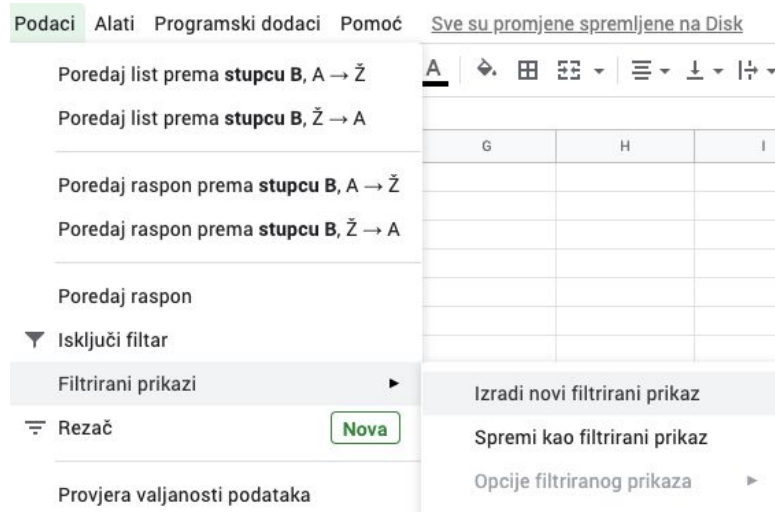 Podaci Alati Programski dodaci Pomoć Sve su promjene spremljene na Disk
Poredaj list prema stupcu B, A → Ž
A
Poredaj list prema stupcu B, Ž → A
G H I
Poredaj raspon prema stupcu B, A → Ž
Poredaj raspon prema stupcu B, Ž → A
Poredaj raspon
Isključi filtar
Filtrirani prikazi
Izradi novi filtrirani prikaz
Rezač Nova
Spremi kao filtrirani prikaz
Opcije filtriranog prikaza
Provjera valjanosti podataka